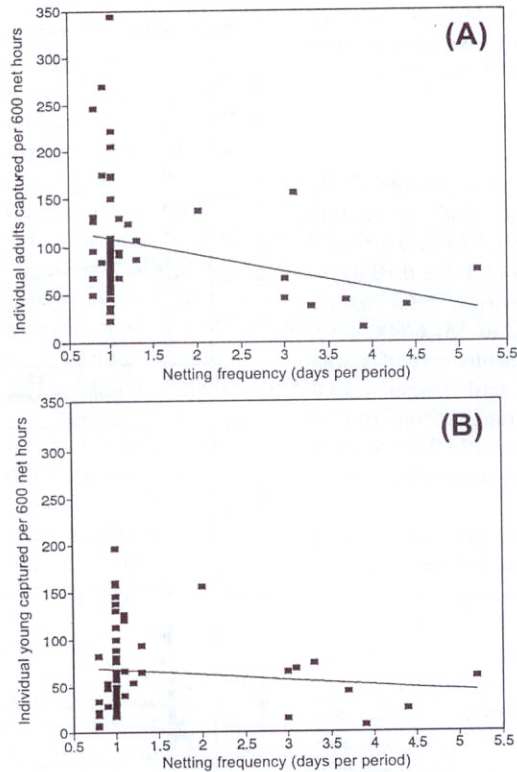 (A)
Individual adults captured per 600 net hours
350
300
250
200
150
100
50
0
0.5 1 1.5 2 2.5 3 3.5 4 4.5 5 5.5
Netting frequency (days per period)
(B)
Individual young captured per 600 net hours
350
300
250
200
150
100
50
0
0.5 1 1.5 2 2.5 3 3.5 4 4.5 5 5.5
Netting frequency (days per period)